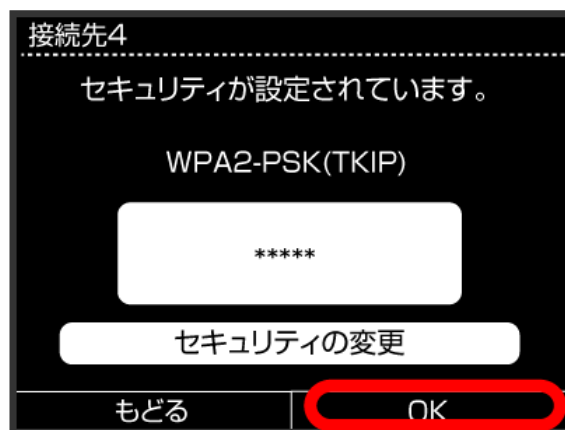 接続先4
セキュリティが設定されています。
WPA2-PSK(TKIP)
*****
セキュリティの変更
もどる
OK